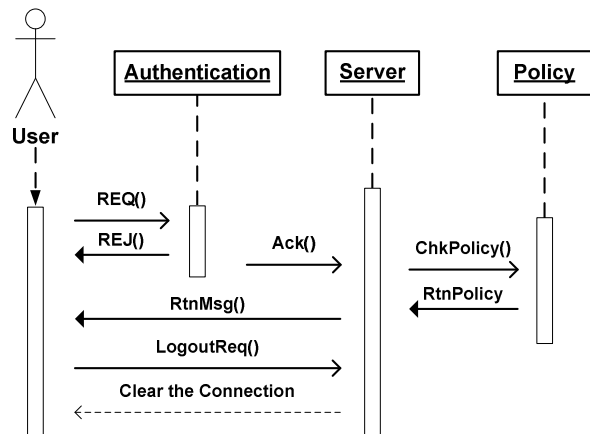 Authentication
Server
Policy
User
REQ()
REJ()
Ack()
ChkPolicy()
RtnPolicy
RtnMsg()
LogoutReq()
Clear the Connection